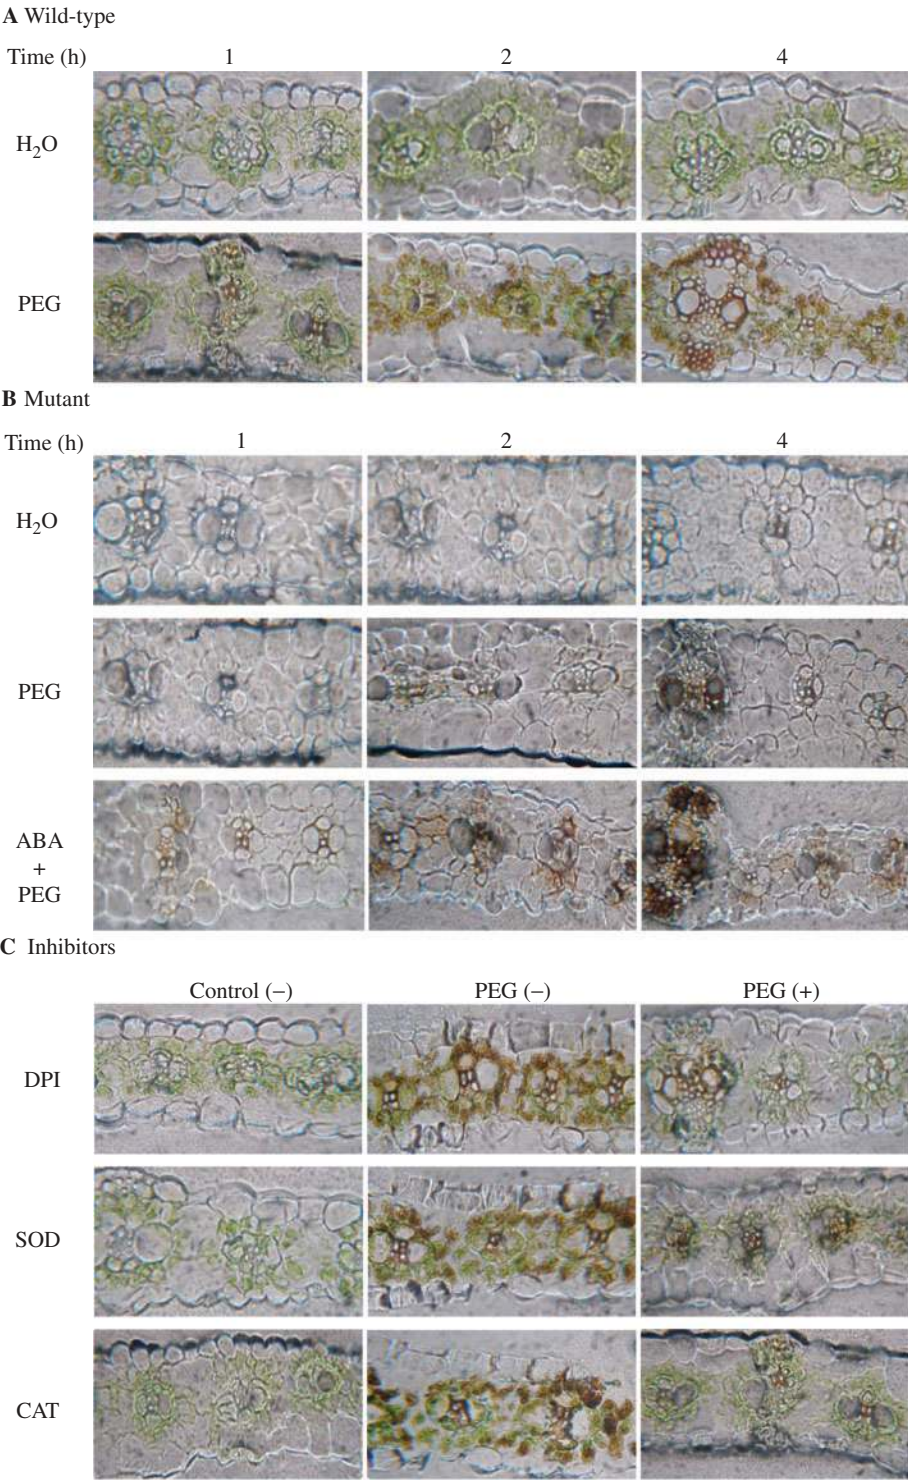 A Wild-type
Time (h) 1 2 4
H₂O
PEG
B Mutant
Time (h) 1 2 4
H₂O
PEG
ABA
+
PEG
C Inhibitors
Control (−) PEG (−) PEG (+)
DPI
SOD
CAT